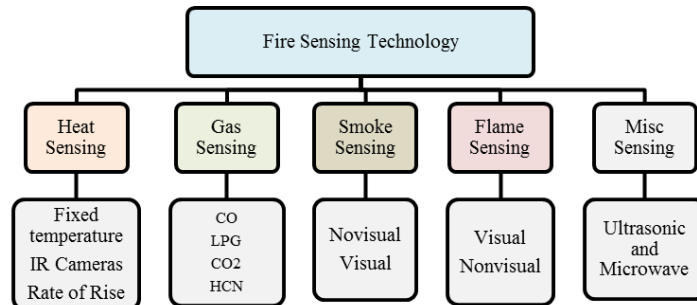 Fire Sensing Technology
Heat
Sensing
Gas
Sensing
Smoke
Sensing
Flame
Sensing
Misc
Sensing
Fixed
temperature
IR Cameras
Rate of Rise
CO
LPG
CO2
HCN
Novisual
Visual
Visual
Nonvisual
Ultrasonic
and
Microwave